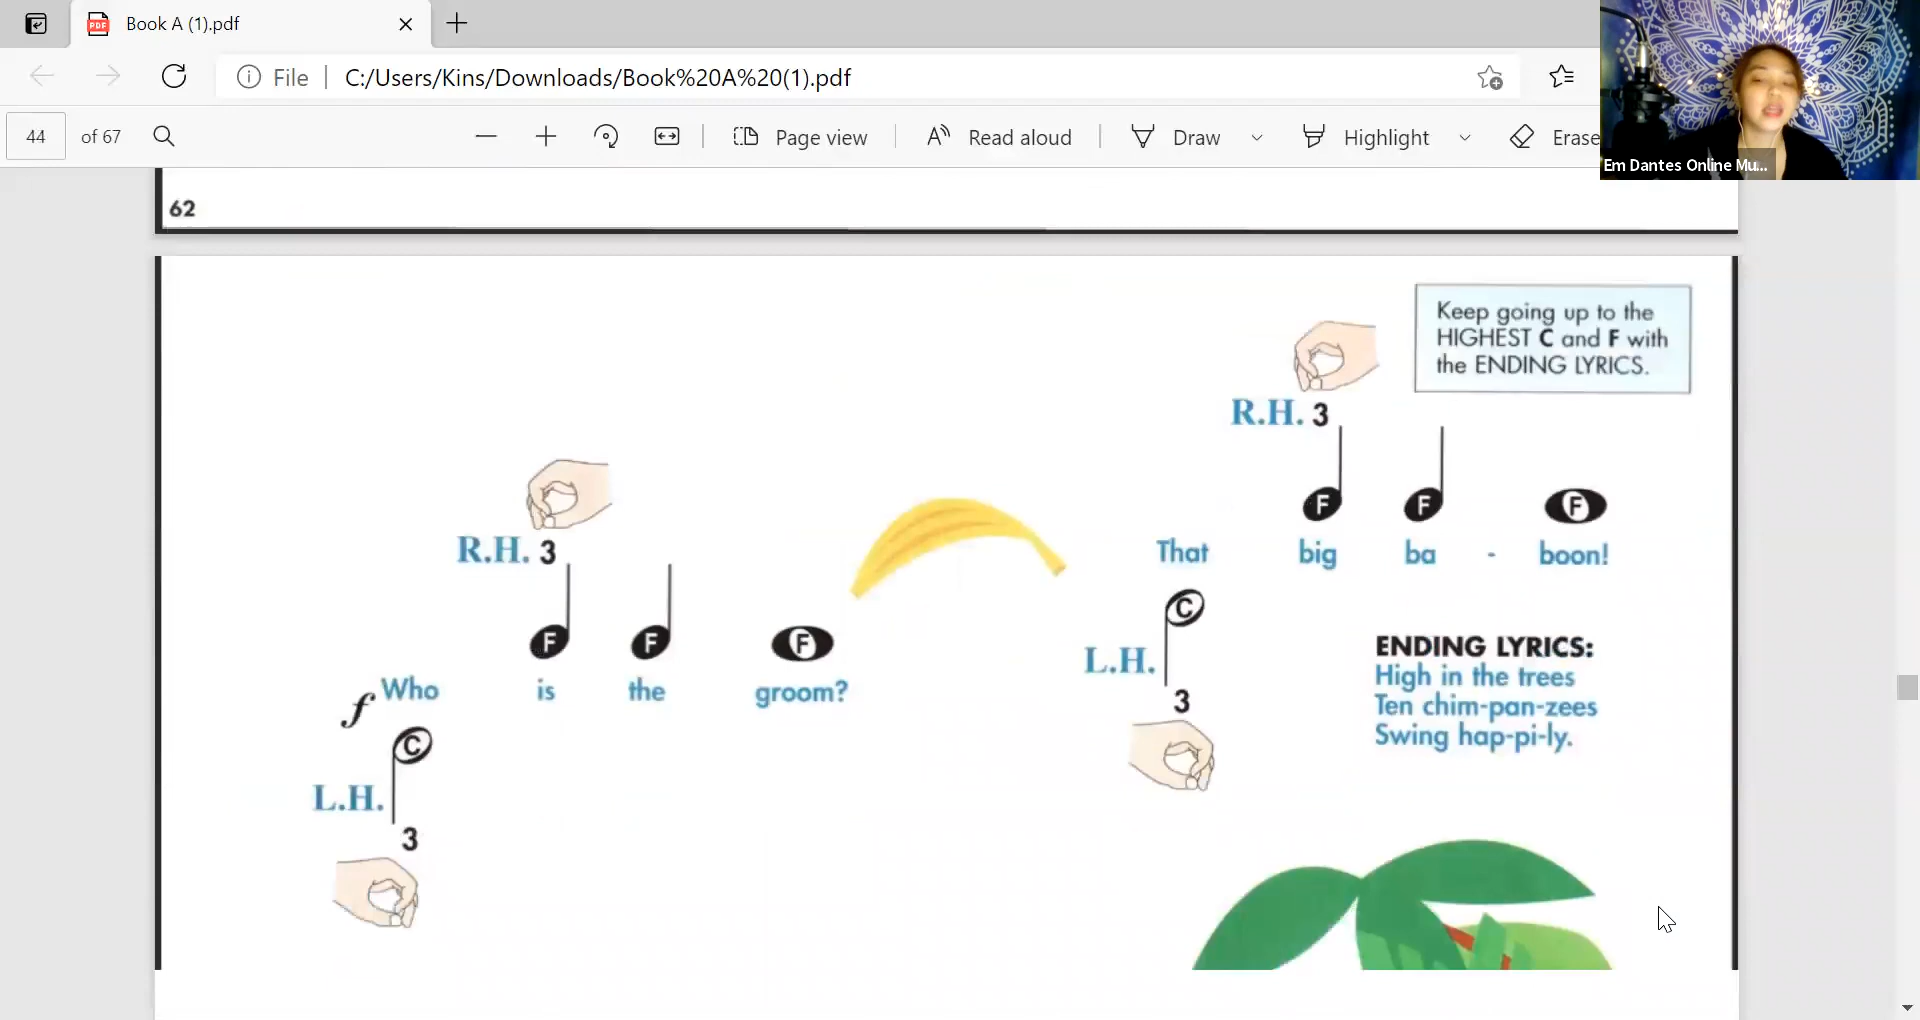 Book A (1).pdf
File | C:/Users/Kins/Downloads/Book%20A%20(1).pdf
44 of 67
Page view
Read aloud
Draw
Highlight
Erase
Em Dantes Online Mu...
62
Keep going up to the
HIGHEST C and F with
the ENDING LYRICS.
R.H. 3
F F F
That big ba - boon!
C
L.H.
3
R.H. 3
F F F
f Who is the groom?
C
L.H.
3
ENDING LYRICS:
High in the trees
Ten chim-pan-zees
Swing hap-pi-ly.